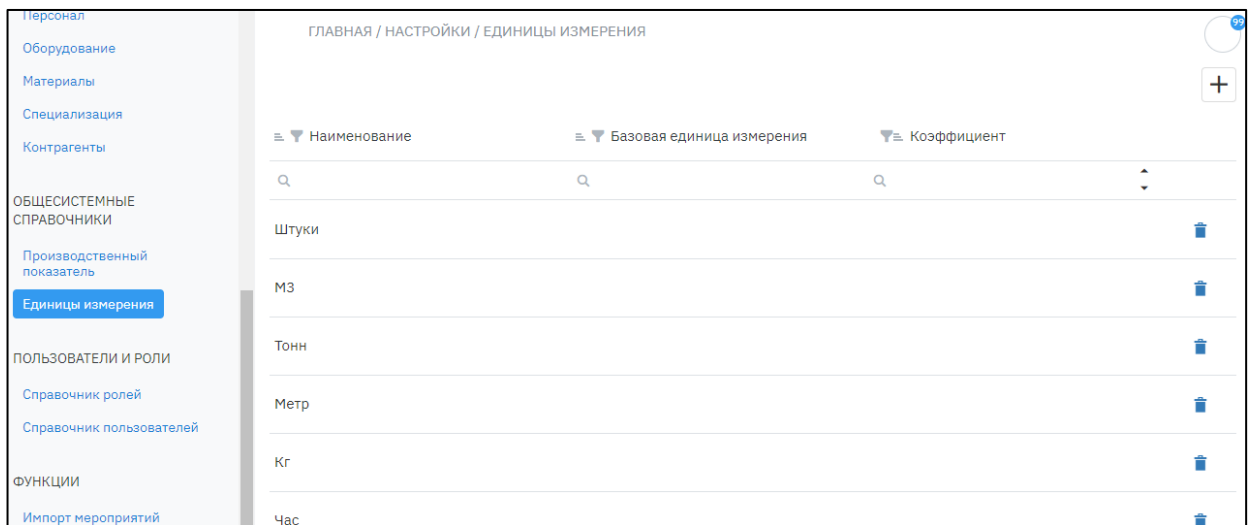 Персонал
Оборудование
Материалы
Специализация
Контрагенты
ОБЩЕСИСТЕМНЫЕ
СПРАВОЧНИКИ
Производственный
показатель
Единицы измерения
ПОЛЬЗОВАТЕЛИ И РОЛИ
Справочник ролей
Справочник пользователей
ФУНКЦИИ
Импорт мероприятий
ГЛАВНАЯ / НАСТРОЙКИ / ЕДИНИЦЫ ИЗМЕРЕНИЯ
99
Наименование
Базовая единица измерения
Коэффициент
Штуки
М3
Тонн
Метр
Кг
Час